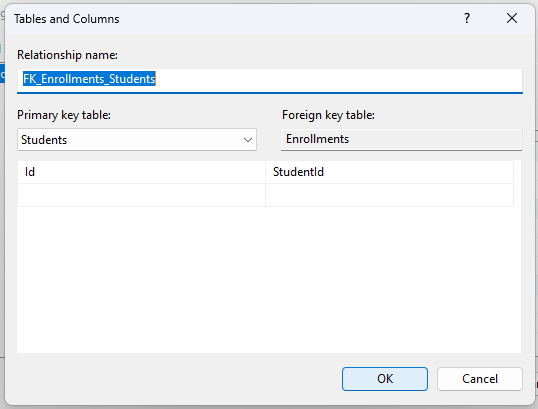 Tables and Columns ?
Relationship name:
FK_Enrollments_Students
Primary key table: Foreign key table:
Students Enrollments
Id StudentId
OK Cancel